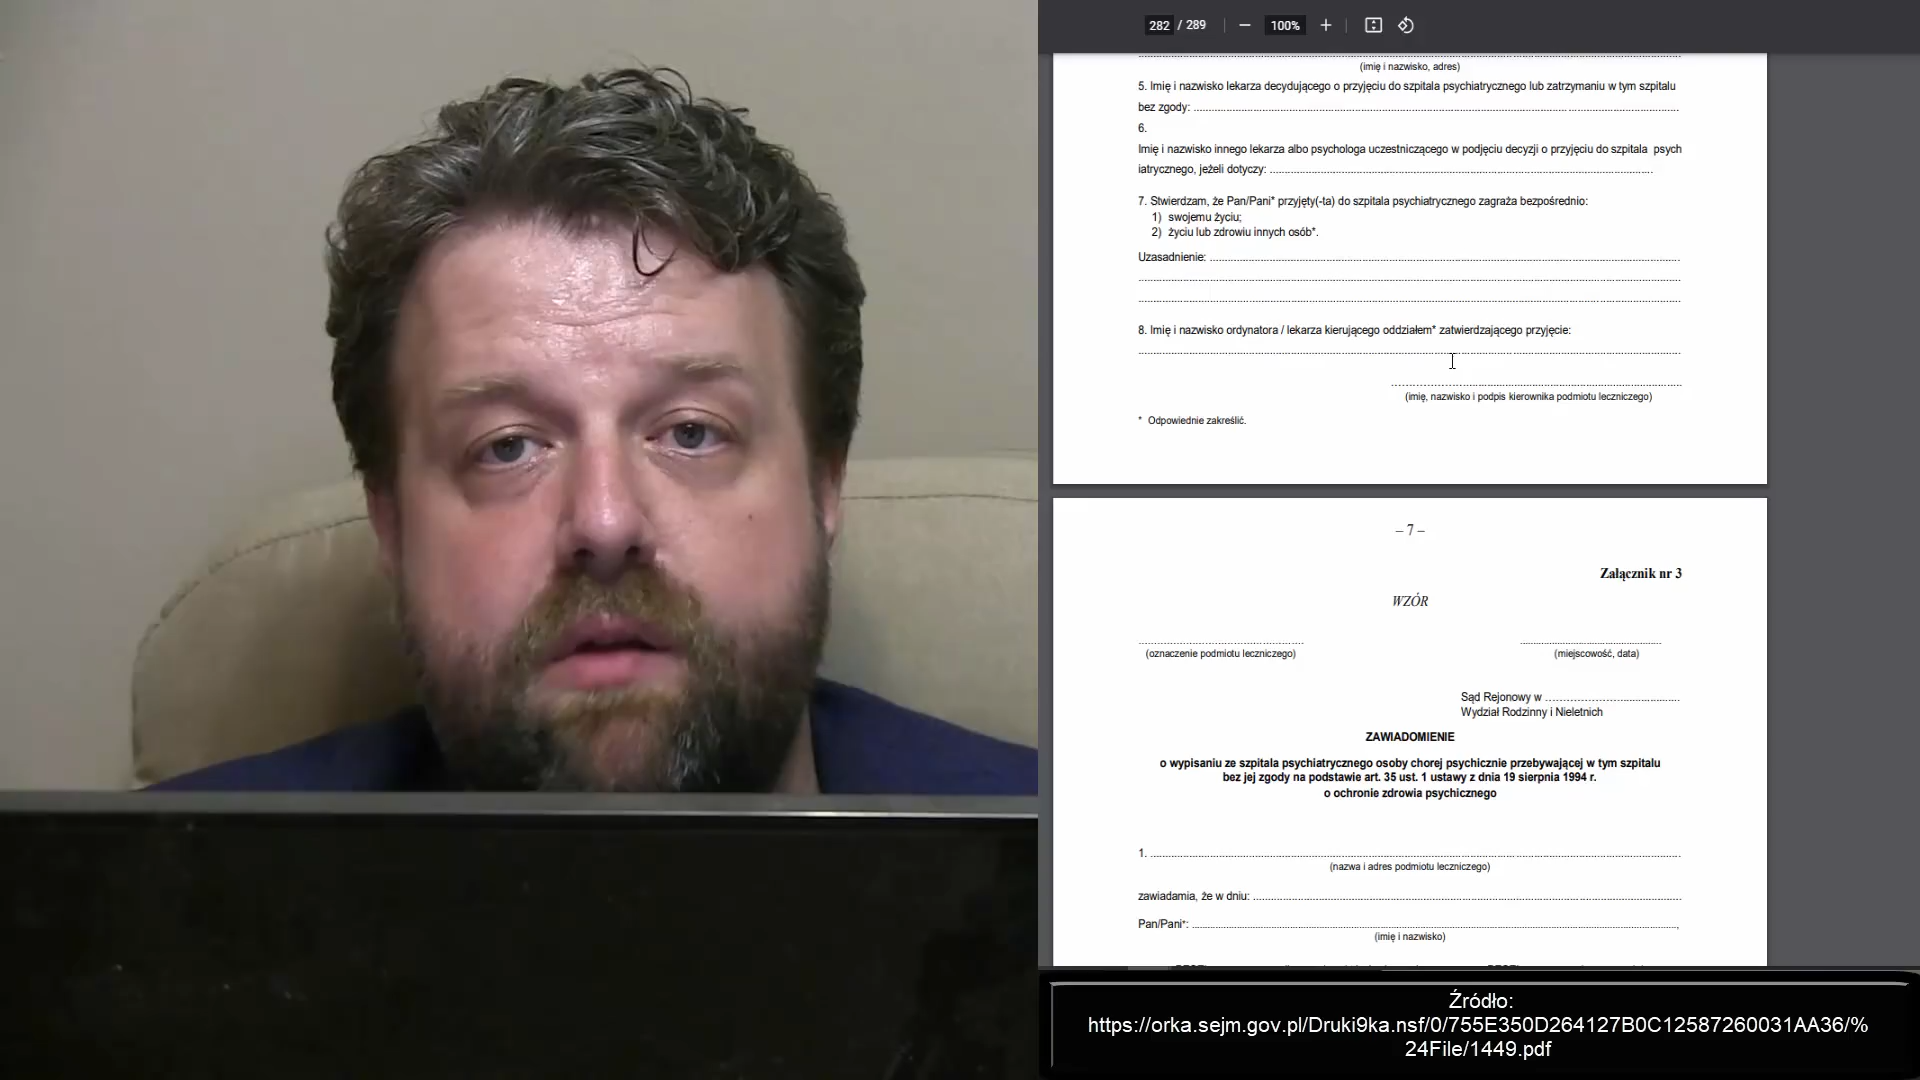 282 / 289
100%
(imię i nazwisko, adres)
5. Imię i nazwisko lekarza decydującego o przyjęciu do szpitala psychiatrycznego lub zatrzymaniu w tym szpitalu
bez zgody: ........................................
6.
Imię i nazwisko innego lekarza albo psychologa uczestniczącego w podjęciu decyzji o przyjęciu do szpitala psych
iatrycznego, jeżeli dotyczy: ........................................
7. Stwierdzam, że Pan/Pani* przyjęty(-ta) do szpitala psychiatrycznego zagraża bezpośrednio:
1) swojemu życiu;
2) życiu lub zdrowiu innych osób*.
Uzasadnienie: ........................................
8. Imię i nazwisko ordynatora / lekarza kierującego oddziałem* zatwierdzającego przyjęcie:
(imię, nazwisko i podpis kierownika podmiotu leczniczego)
* Odpowiednie zakreślić.
– 7 –
Załącznik nr 3
WZÓR
(oznaczenie podmiotu leczniczego) (miejscowość, data)
Sąd Rejonowy w ........................................
Wydział Rodzinny i Nieletnich
ZAWIADOMIENIE
o wypisaniu ze szpitala psychiatrycznego osoby chorej psychicznie przebywającej w tym szpitalu
bez jej zgody na podstawie art. 35 ust. 1 ustawy z dnia 19 sierpnia 1994 r.
o ochronie zdrowia psychicznego
1. ........................................
(nazwa i adres podmiotu leczniczego)
zawiadamia, że w dniu: ........................................
Pan/Pani*: ........................................,
(imię i nazwisko)
Źródło:
https://orka.sejm.gov.pl/Druki9ka.nsf/0/755E350D264127B0C12587260031AA36/%
24File/1449.pdf